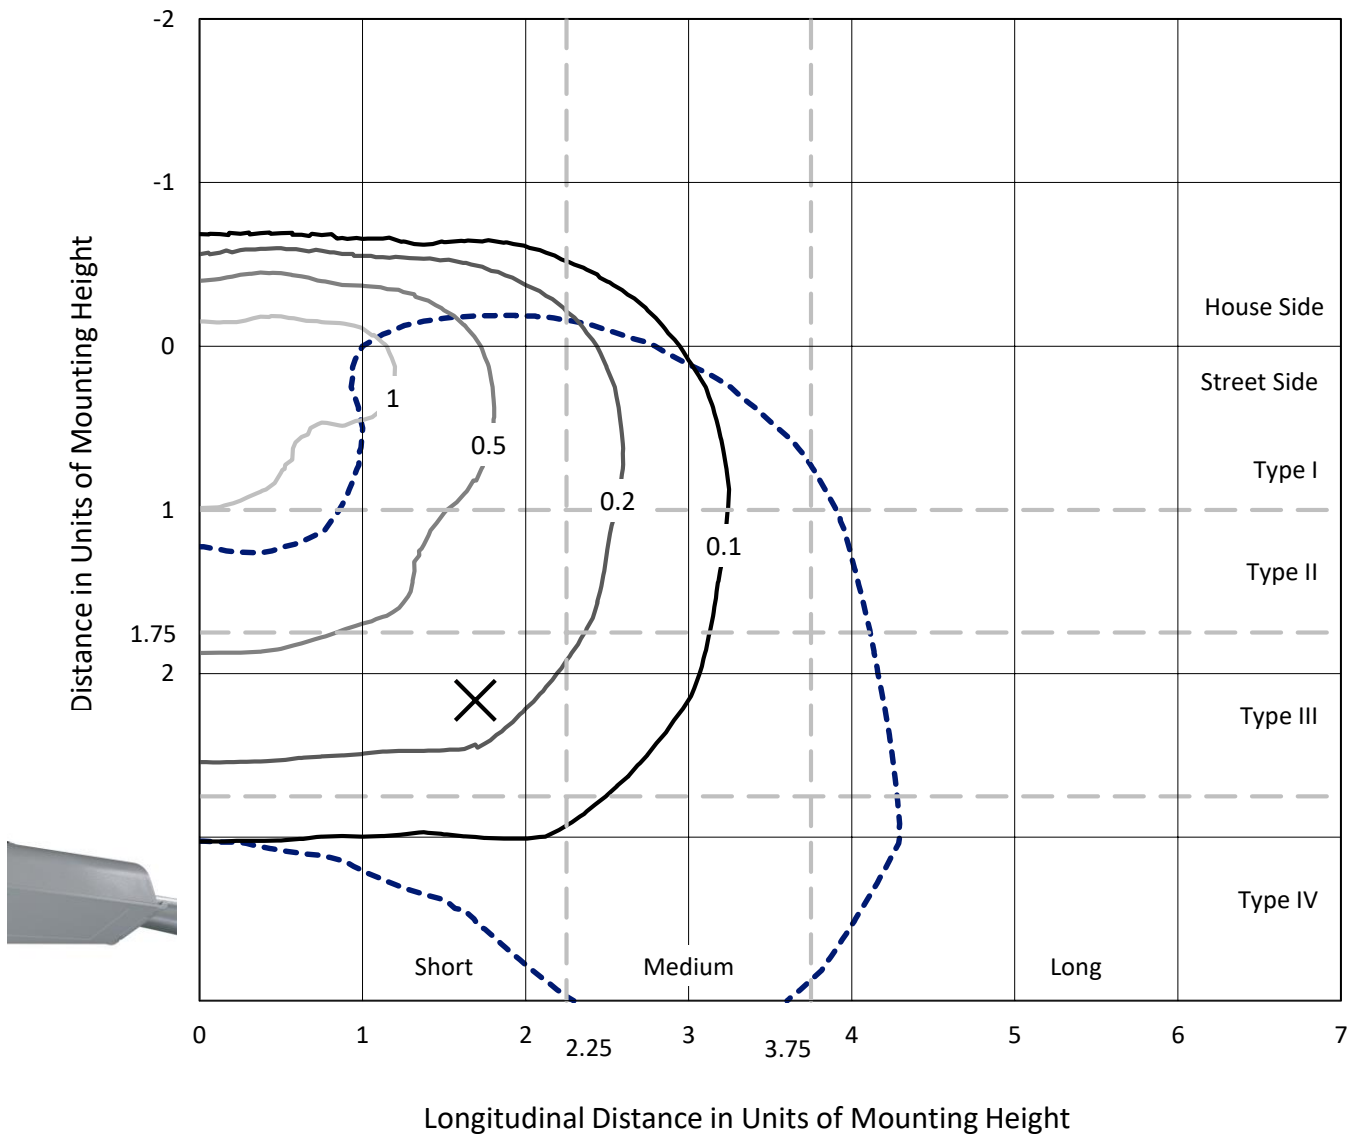 -2
-1
House Side
0
Street Side
1
0.5
Type I
0.2
1
0.1
Type II
1.75
2
Type III
Type IV
Short Medium Long
0 1 2 2.25 3 3.75 4 5 6 7
Distance in Units of Mounting Height
Longitudinal Distance in Units of Mounting Height